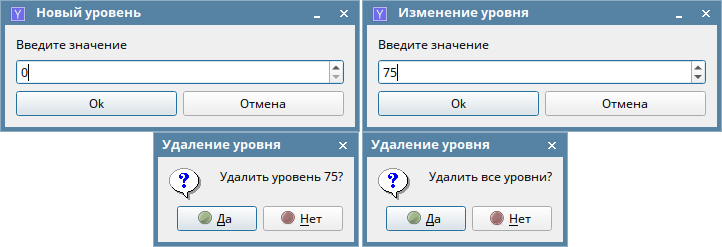 Новый уровень
Введите значение
0
Ok
Отмена
Изменение уровня
Введите значение
75
Ok
Отмена
Удаление уровня
Удалить уровень 75?
Да
Нет
Удаление уровня
Удалить все уровни?
Да
Нет